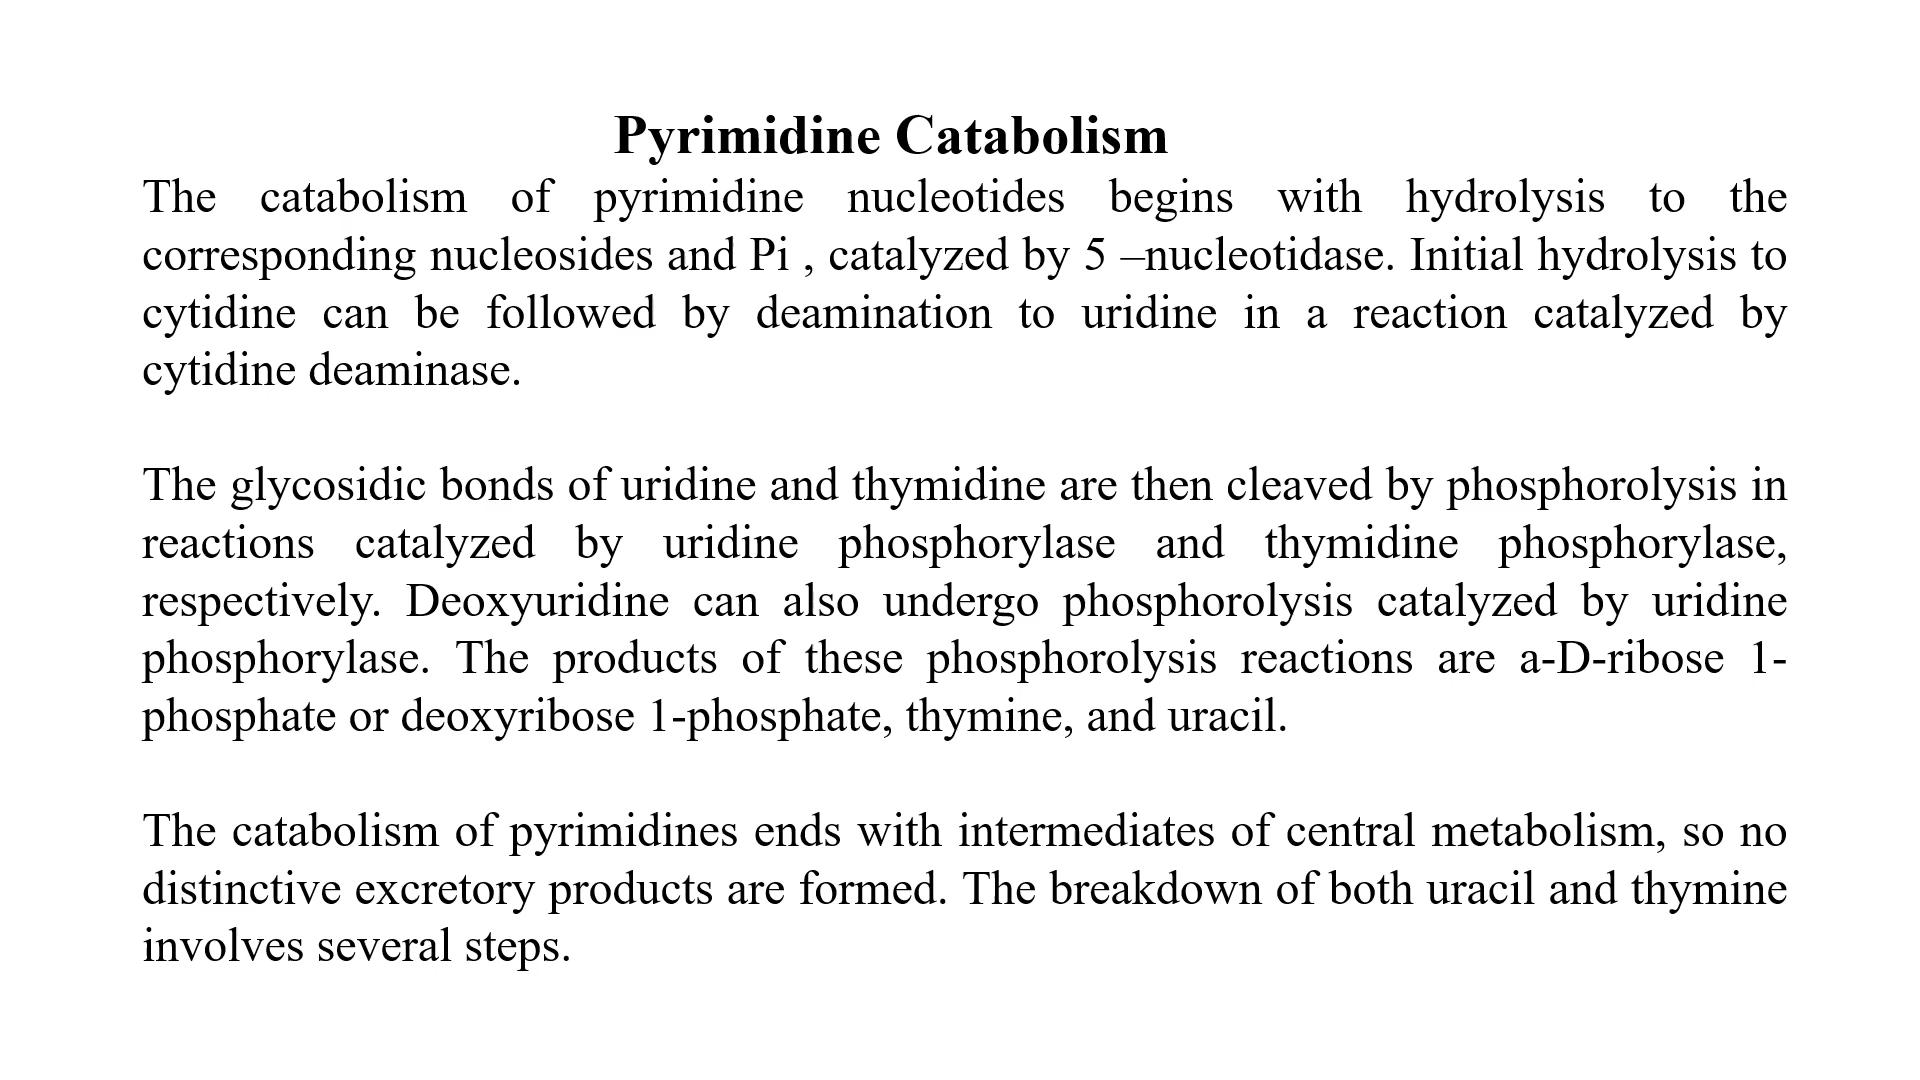 Pyrimidine Catabolism
The catabolism of pyrimidine nucleotides begins with hydrolysis to the
corresponding nucleosides and Pi , catalyzed by 5 –nucleotidase. Initial hydrolysis to
cytidine can be followed by deamination to uridine in a reaction catalyzed by
cytidine deaminase.
The glycosidic bonds of uridine and thymidine are then cleaved by phosphorolysis in
reactions catalyzed by uridine phosphorylase and thymidine phosphorylase,
respectively. Deoxyuridine can also undergo phosphorolysis catalyzed by uridine
phosphorylase. The products of these phosphorolysis reactions are a-D-ribose 1-
phosphate or deoxyribose 1-phosphate, thymine, and uracil.
The catabolism of pyrimidines ends with intermediates of central metabolism, so no
distinctive excretory products are formed. The breakdown of both uracil and thymine
involves several steps.